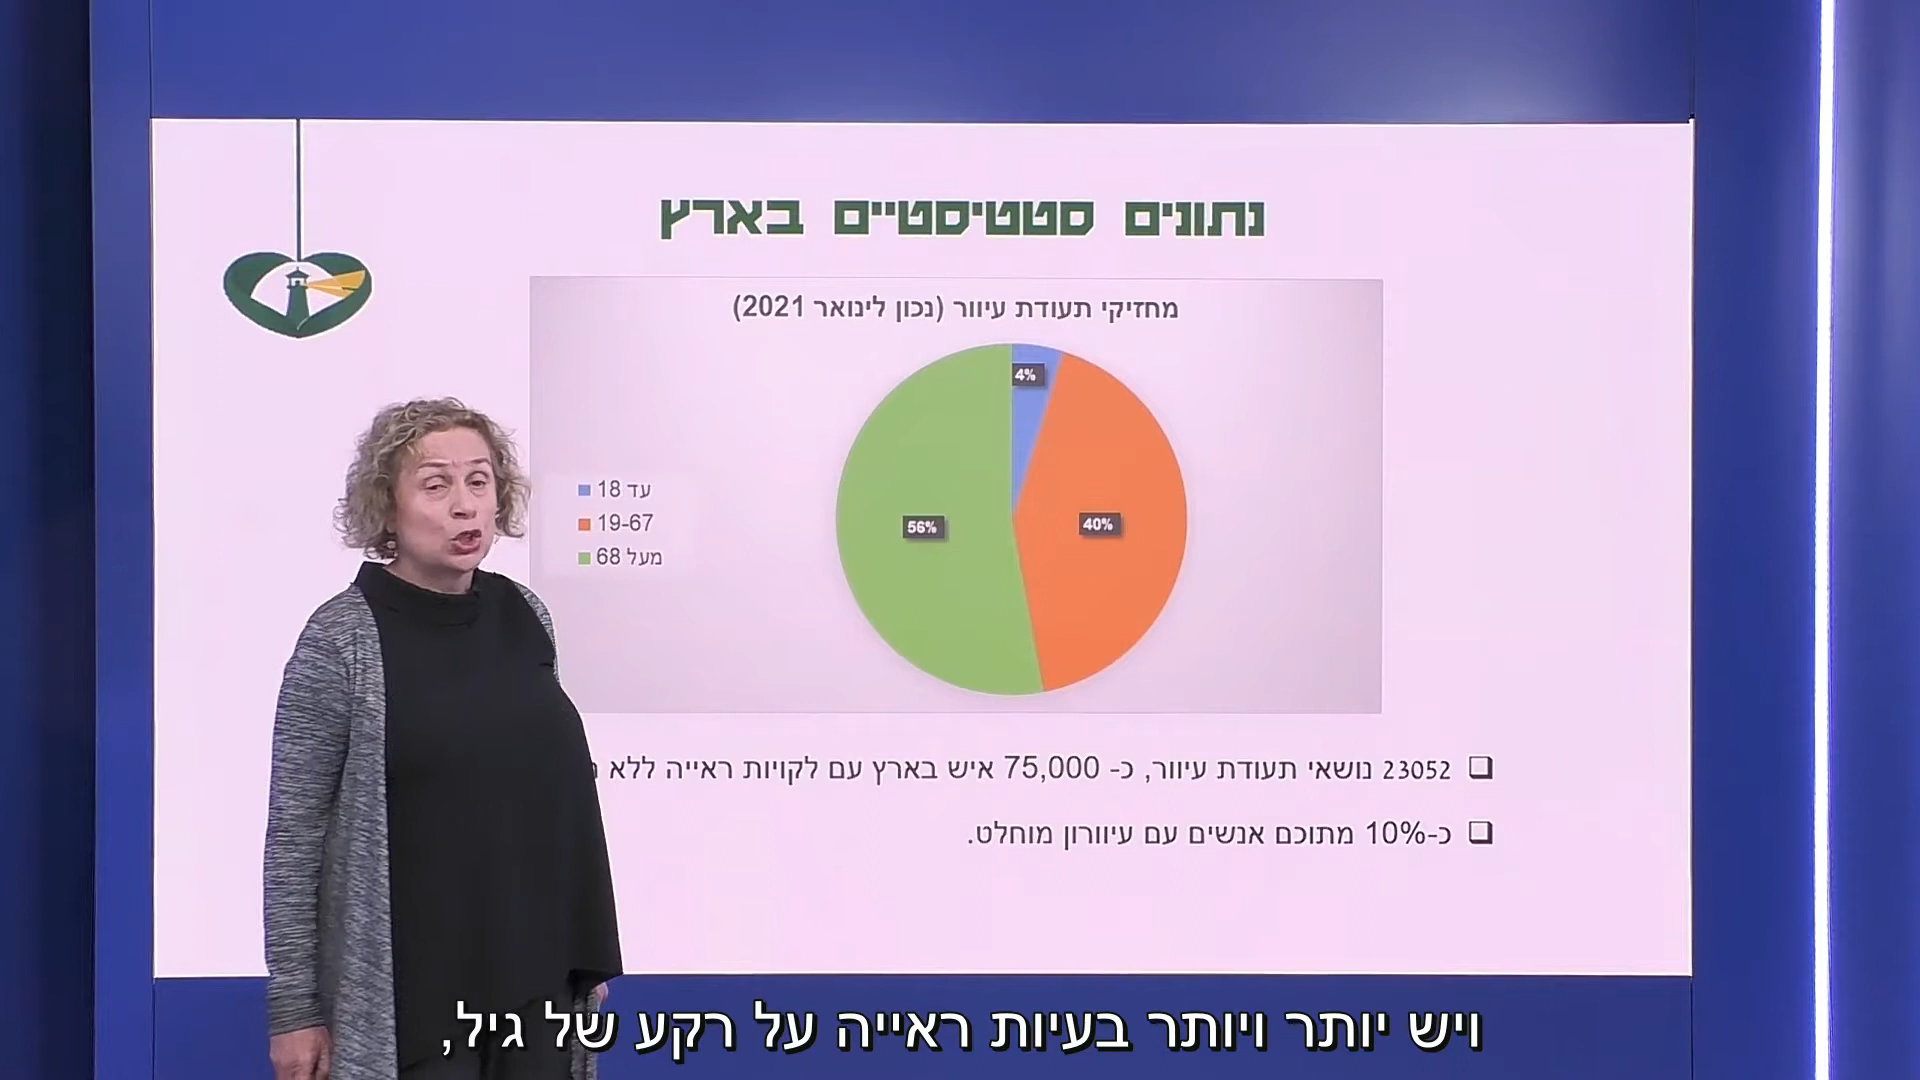 נתונים סטטיסטיים בארץ
מחזיקי תעודת עיוור (נכון לינואר 2021)
4%
40%
56%
עד 18
19-67
מעל 68
23052 נושאי תעודת עיוור, כ- 75,000 איש בארץ עם לקויות ראייה ללא
כ-10% מתוכם אנשים עם עיוורון מוחלט.
ויש יותר ויותר בעיות ראייה על רקע של גיל,